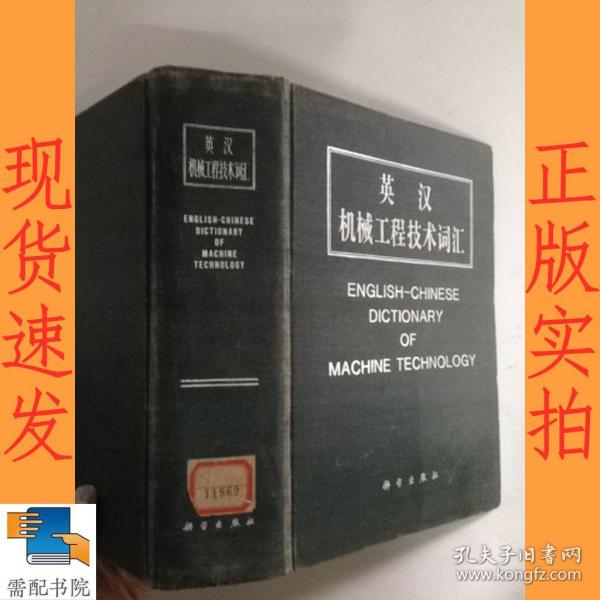 现货速发
正版实拍
英汉
机械工程技术词汇
ENGLISH-CHINESE
DICTIONARY
OF
MACHINE
TECHNOLOGY
11869
科学出版社
英汉
机械工程技术词汇
ENGLISH-CHINESE
DICTIONARY
OF
MACHINE TECHNOLOGY
科学出版社
需配书院
孔夫子旧书网
www.kongfz.com